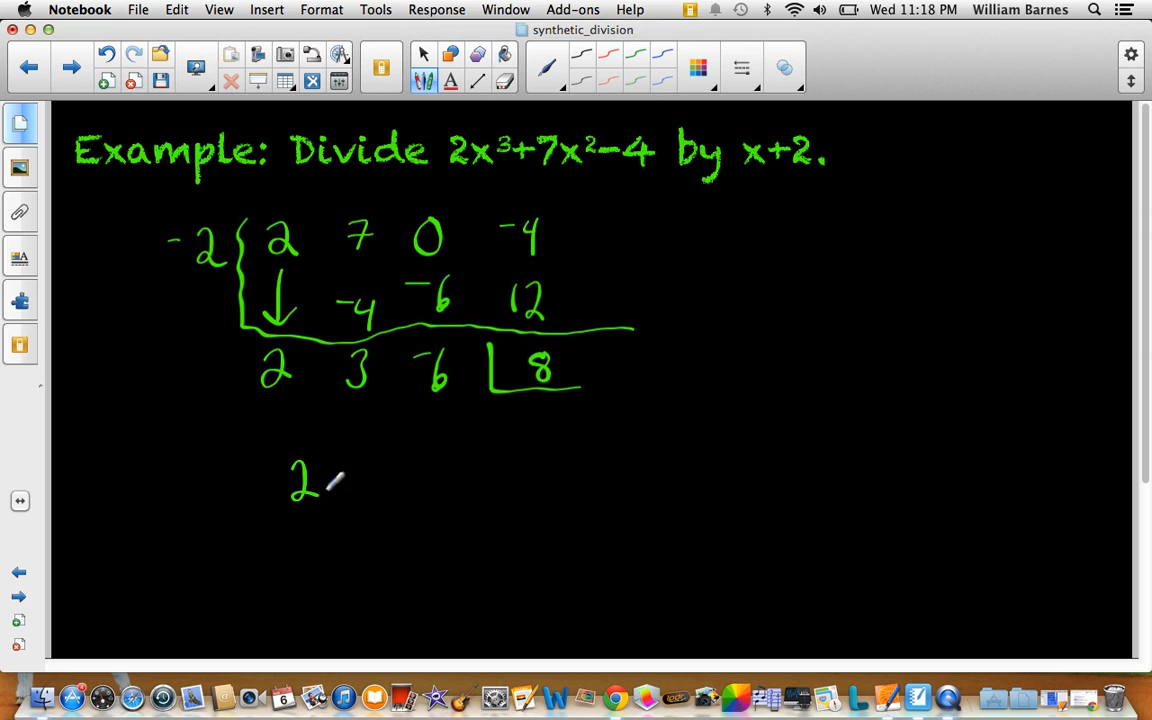 Notebook File Edit View Insert Format Tools Response Window Add-ons Help Wed 11:18 PM William Barnes
synthetic_division
Example: Divide 2x³+7x²−4 by x+2.
-2 2 7 0 -4
-4 -6 12
2 3 -6 8
2